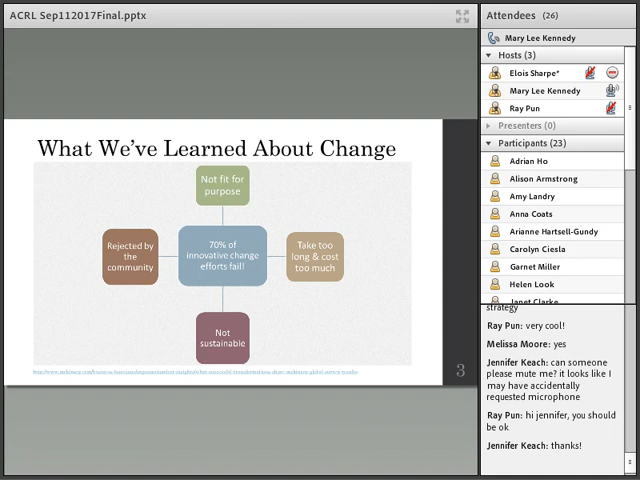 ACRL Sep112017Final.pptx
What We've Learned About Change
Not fit for
purpose
Rejected by
the
community
70% of
innovative change
efforts fail!
Take too
long & cost
too much
Not
sustainable
3
Attendees (26)
Mary Lee Kennedy
Hosts (3)
Elois Sharpe*
Mary Lee Kennedy
Ray Pun
Presenters (0)
Participants (23)
Adrian Ho
Alison Armstrong
Amy Landry
Anna Coats
Arianne Hartsell-Gundy
Carolyn Ciesla
Garnet Miller
Helen Look
Janet Clarke
strategy
Ray Pun: very cool!
Melissa Moore: yes
Jennifer Keach: can someone
please mute me? it looks like I
may have accidentally
requested microphone
Ray Pun: hi jennifer, you should
be ok
Jennifer Keach: thanks!